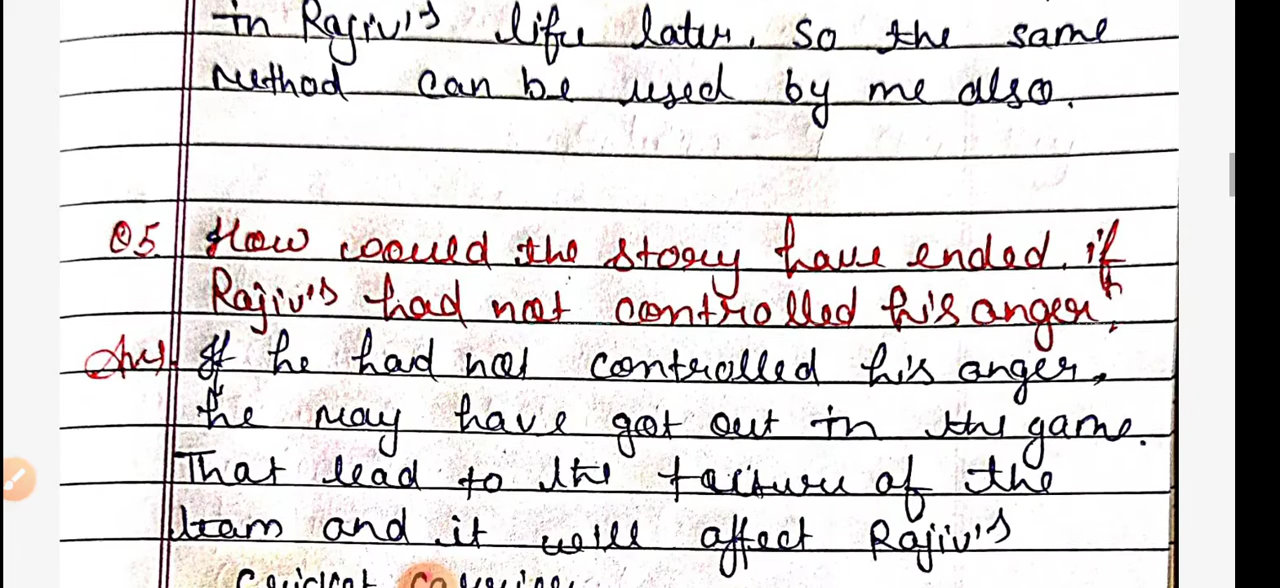 in Rajiv's life later. So the same
method can be used by me also.
Q5. How would the story have ended, if
Rajiv's had not controlled his anger.
Ans. If he had not controlled his anger,
he may have got out in the game.
That lead to the failure of the
team and it will affect Rajiv's